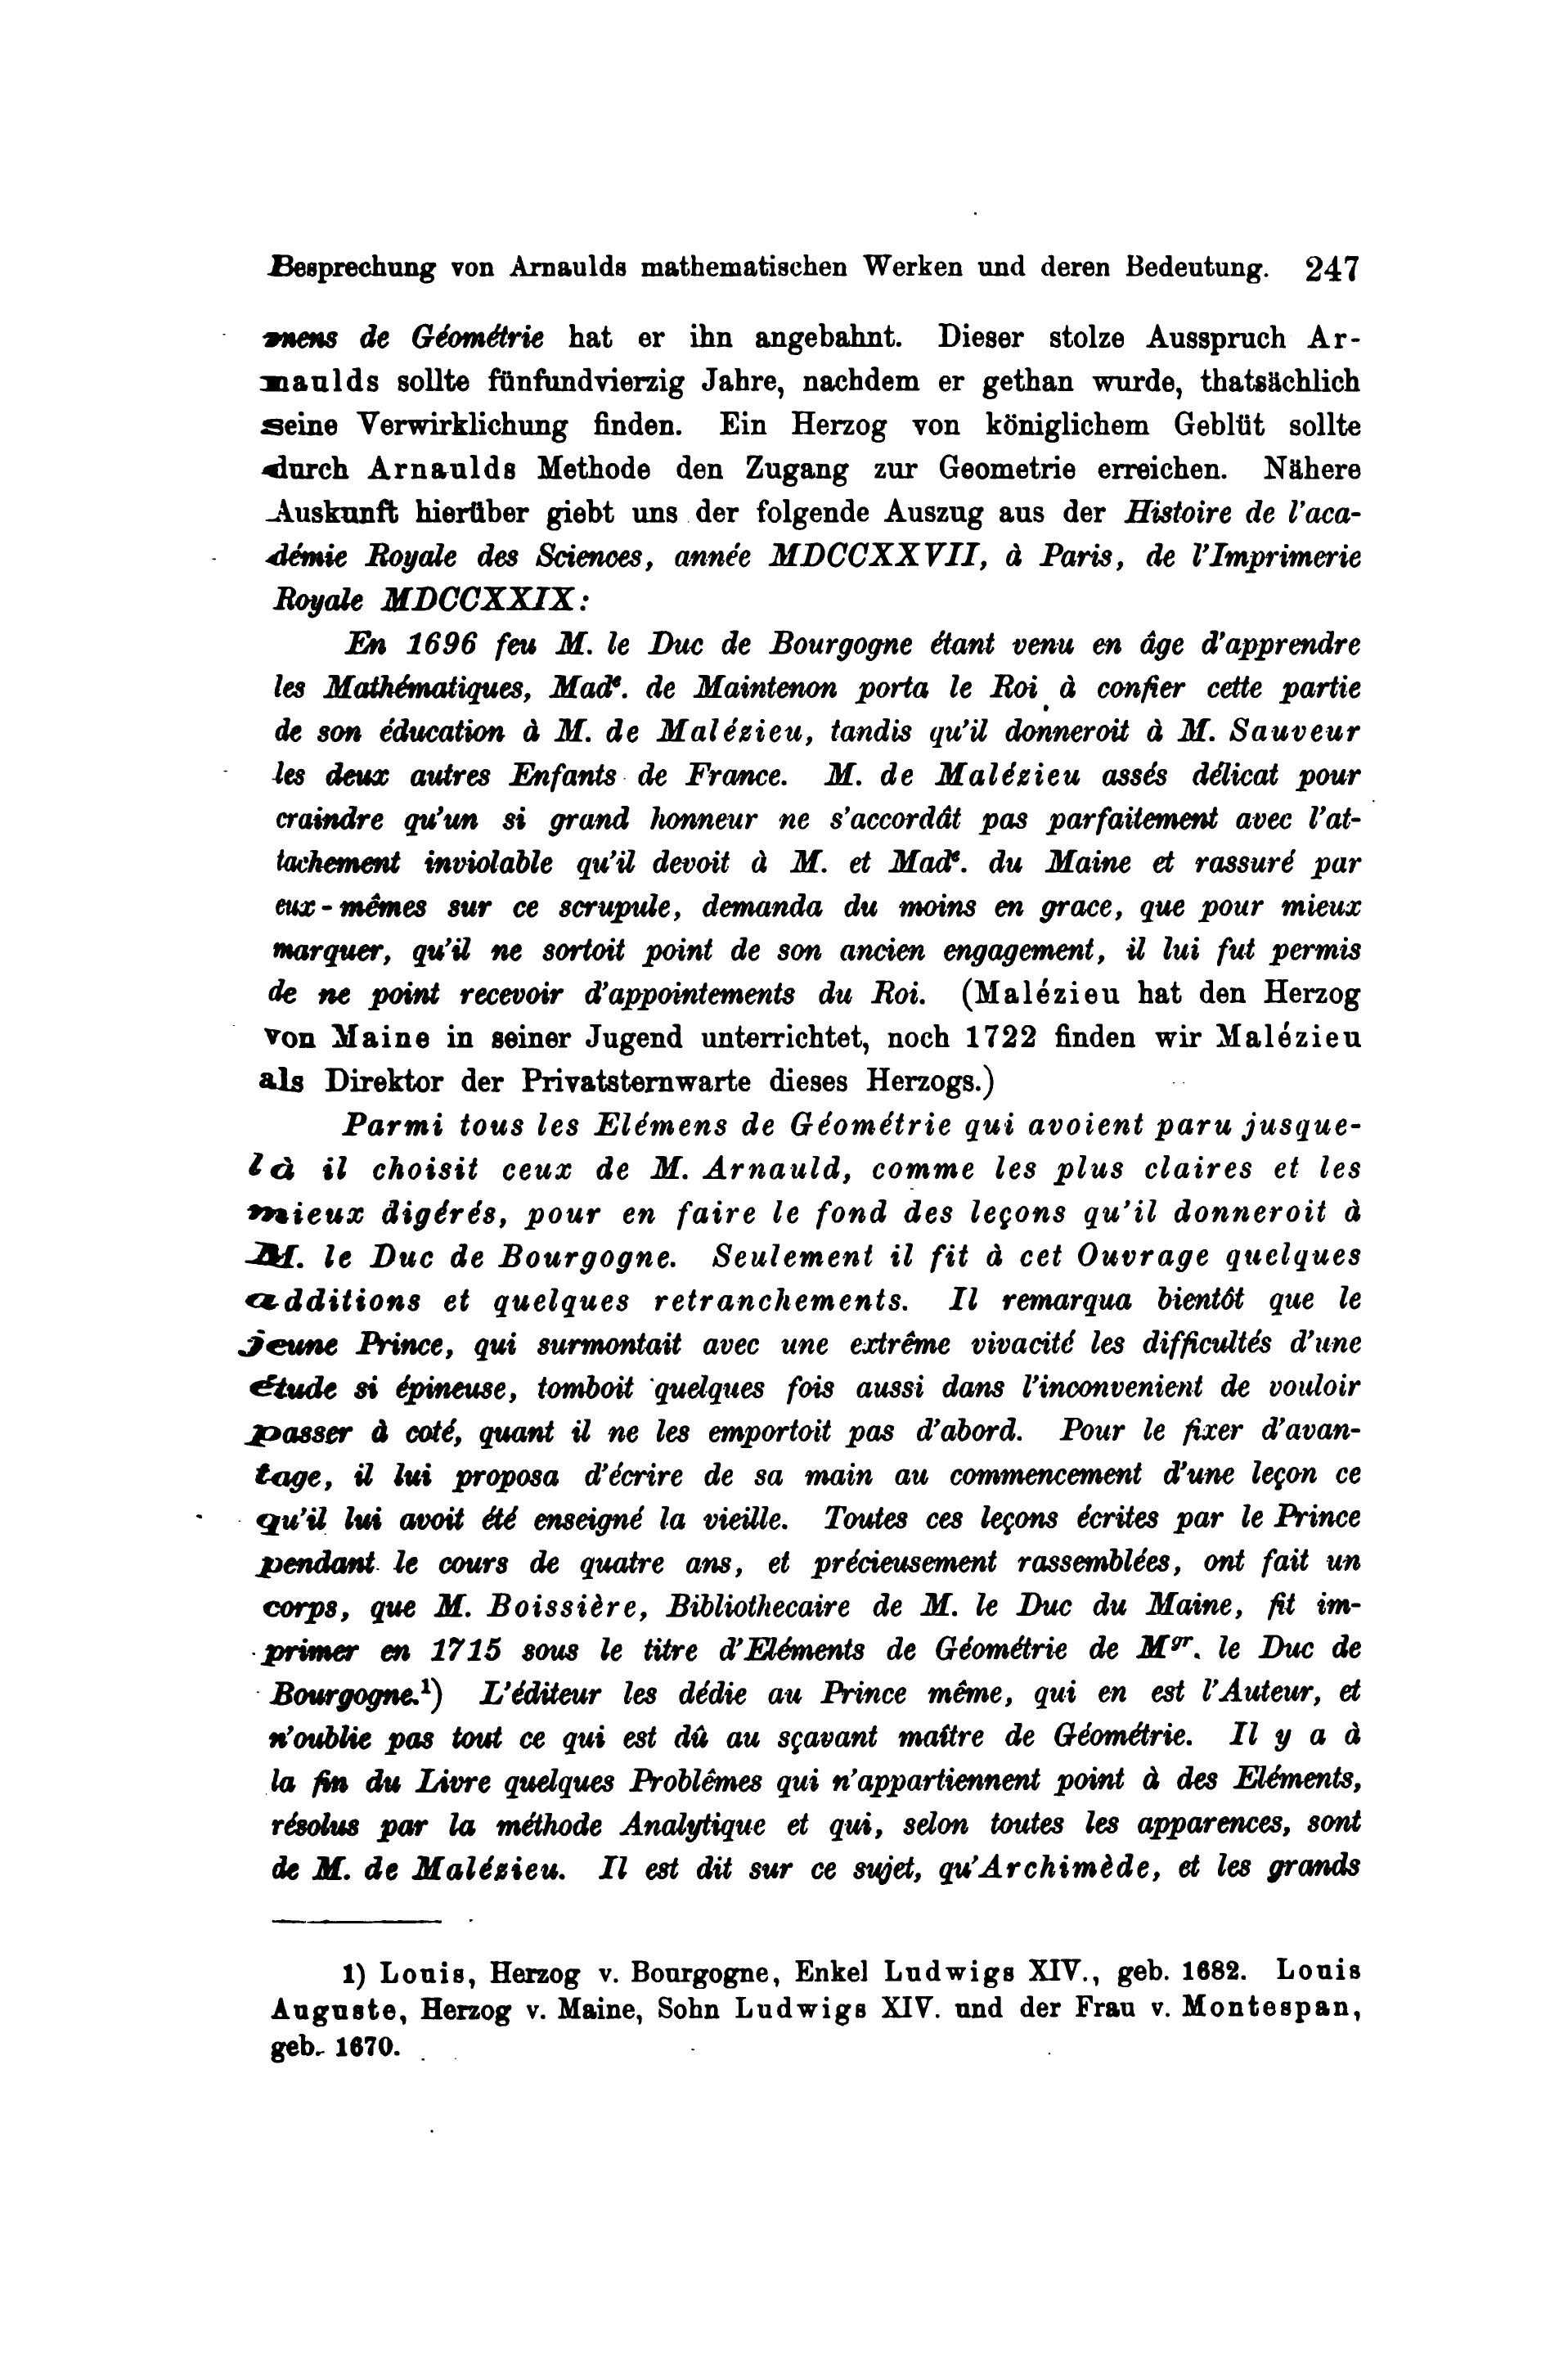 Besprechung von Arnaulds mathematischen Werken und deren Bedeutung. 247
mens de Géométrie hat er ihn angebahnt. Dieser stolze Ausspruch Ar-
naulds sollte fünfundvierzig Jahre, nachdem er gethan wurde, thatsächlich
seine Verwirklichung finden. Ein Herzog von königlichem Geblüt sollte
durch Arnaulds Methode den Zugang zur Geometrie erreichen. Nähere
Auskunft hierüber giebt uns der folgende Auszug aus der Histoire de l'aca-
démie Royale des Sciences, année MDCCXXVII, à Paris, de l'Imprimerie
Royale MDCCXXIX:
En 1696 feu M. le Duc de Bourgogne étant venu en âge d'apprendre
les Mathématiques, Madᵉ. de Maintenon porta le Roi à confier cette partie
de son éducation à M. de Malézieu, tandis qu'il donneroit à M. Sauveur
les deux autres Enfants de France. M. de Malézieu assés délicat pour
craindre qu'un si grand honneur ne s'accordât pas parfaitement avec l'at-
tachement inviolable qu'il devoit à M. et Madᵉ. du Maine et rassuré par
eux-mêmes sur ce scrupule, demanda du moins en grace, que pour mieux
marquer, qu'il ne sortoit point de son ancien engagement, il lui fut permis
de ne point recevoir d'appointements du Roi. (Malézieu hat den Herzog
von Maine in seiner Jugend unterrichtet, noch 1722 finden wir Malézieu
als Direktor der Privatsternwarte dieses Herzogs.)
Parmi tous les Elémens de Géométrie qui avoient paru jusque-
là il choisit ceux de M. Arnauld, comme les plus claires et les
mieux digérés, pour en faire le fond des leçons qu'il donneroit à
M. le Duc de Bourgogne. Seulement il fit à cet Ouvrage quelques
additions et quelques retranchements. Il remarqua bientôt que le
jeune Prince, qui surmontait avec une extrême vivacité les difficultés d'une
étude si épineuse, tomboit quelques fois aussi dans l'inconvenient de vouloir
passer à coté, quant il ne les emportoit pas d'abord. Pour le fixer d'avan-
tage, il lui proposa d'écrire de sa main au commencement d'une leçon ce
qu'il lui avoit été enseigné la vieille. Toutes ces leçons écrites par le Prince
pendant le cours de quatre ans, et précieusement rassemblées, ont fait un
corps, que M. Boissière, Bibliothecaire de M. le Duc du Maine, fit im-
primer en 1715 sous le titre d'Eléments de Géométrie de Mᵍʳ. le Duc de
Bourgogne.¹) L'éditeur les dédie au Prince même, qui en est l'Auteur, et
n'oublie pas tout ce qui est dû au sçavant maître de Géométrie. Il y a à
la fin du Livre quelques Problêmes qui n'appartiennent point à des Eléments,
résolus par la méthode Analytique et qui, selon toutes les apparences, sont
de M. de Malézieu. Il est dit sur ce sujet, qu'Archimède, et les grands
1) Louis, Herzog v. Bourgogne, Enkel Ludwigs XIV., geb. 1682. Louis
Auguste, Herzog v. Maine, Sohn Ludwigs XIV. und der Frau v. Montespan,
geb. 1670.